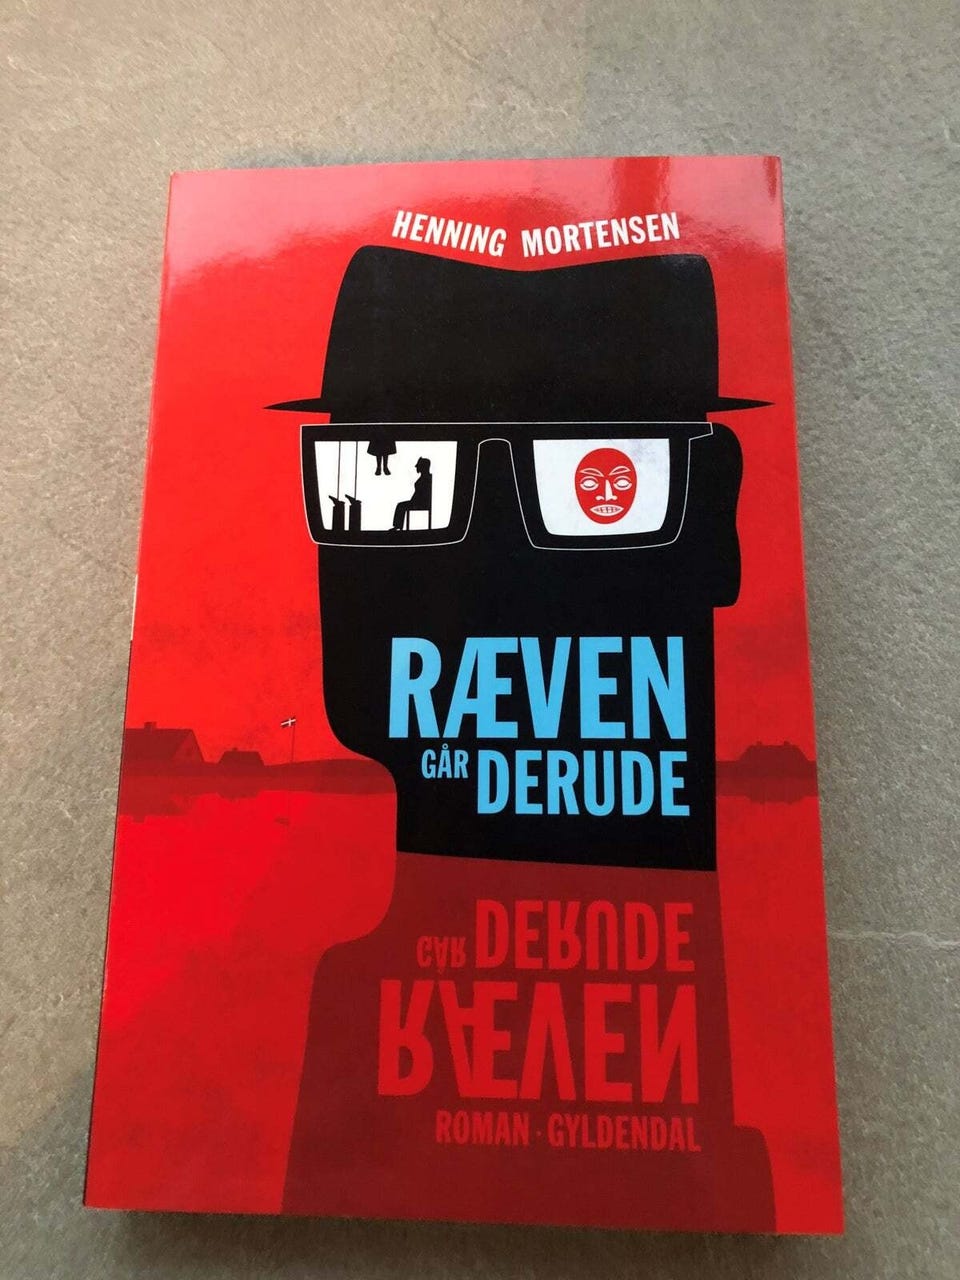 HENNING MORTENSEN
RÆVEN
GÅR DERUDE
GÅR DERUDE
RÆVEN
ROMAN · GYLDENDAL